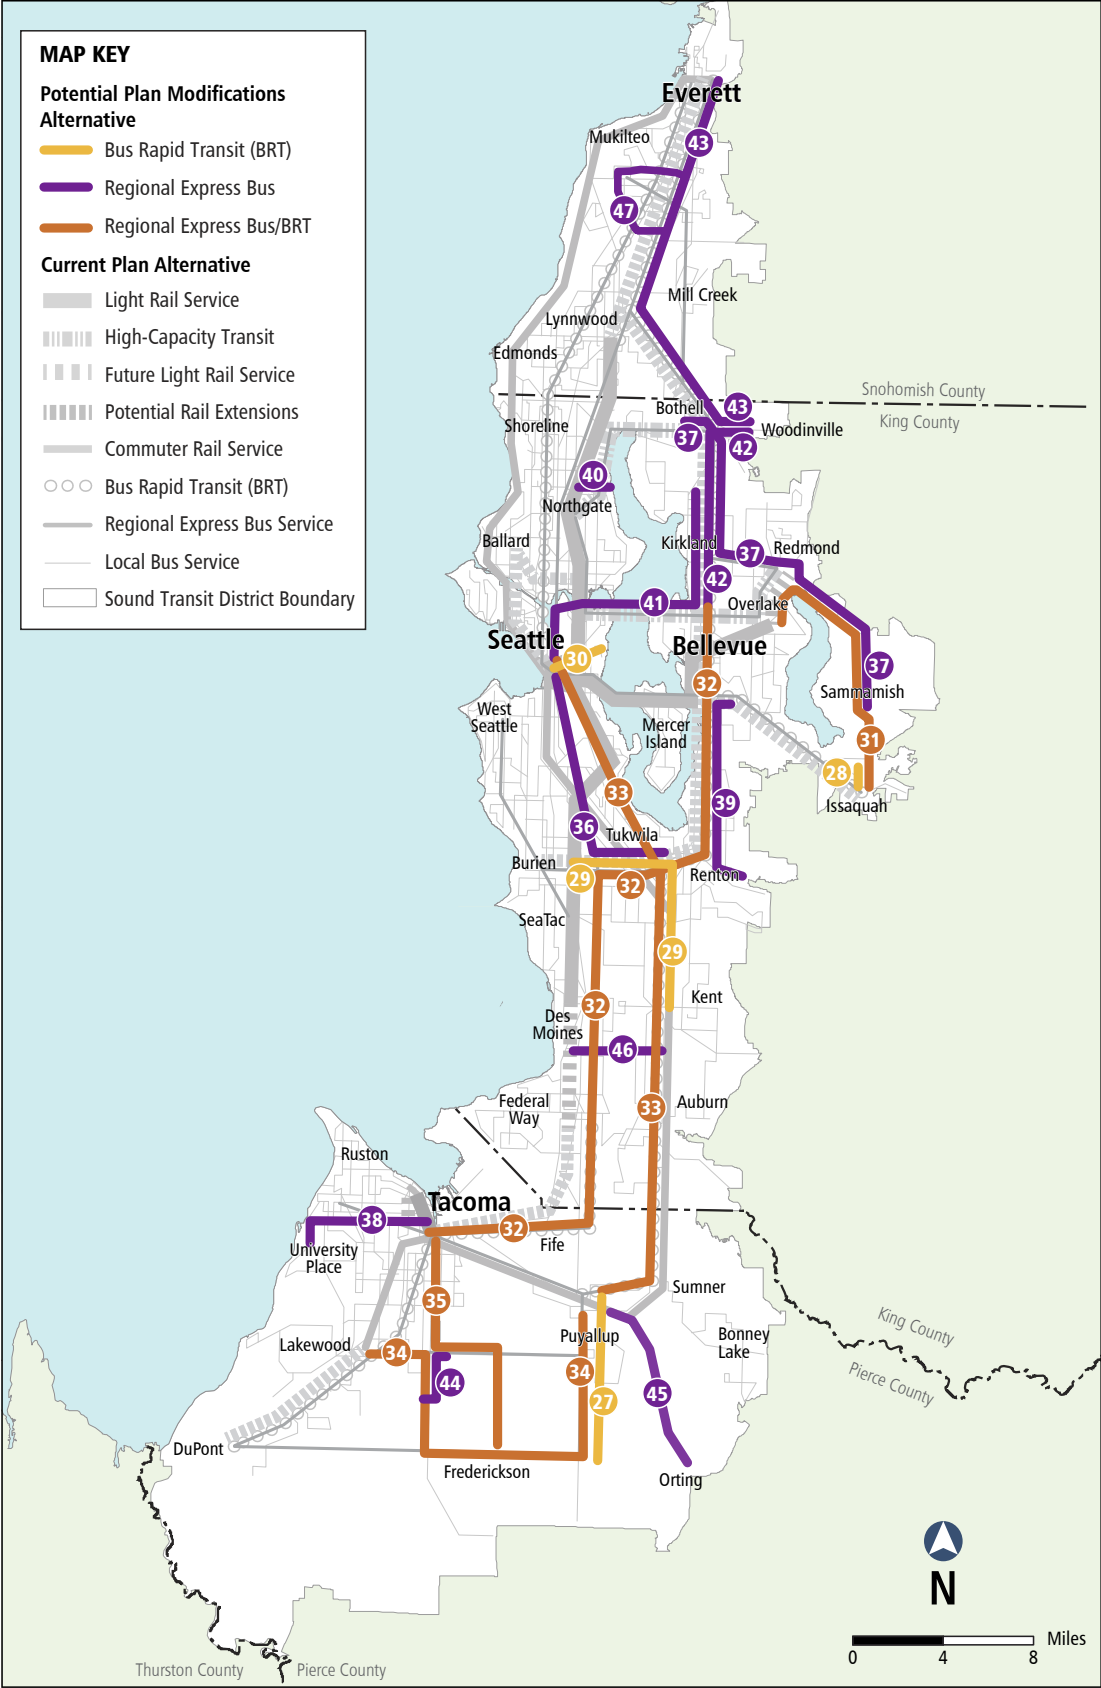 MAP KEY
Potential Plan Modifications
Alternative
Bus Rapid Transit (BRT)
Regional Express Bus
Regional Express Bus/BRT
Current Plan Alternative
Light Rail Service
High-Capacity Transit
Future Light Rail Service
Potential Rail Extensions
Commuter Rail Service
Bus Rapid Transit (BRT)
Regional Express Bus Service
Local Bus Service
Sound Transit District Boundary
Everett
Mukilteo
43
47
Mill Creek
Lynnwood
Edmonds
Snohomish County
King County
Bothell
43
Shoreline
Woodinville
37
42
40
Northgate
Ballard
Kirkland
37
Redmond
42
41
Overlake
Seattle
Bellevue
30
37
32
Sammamish
West
Seattle
Mercer
Island
31
28
Issaquah
33
39
36
Tukwila
Burien
Renton
29
32
SeaTac
29
Kent
32
Des
Moines
46
Federal
Way
33
Auburn
Ruston
Tacoma
38
32
Fife
University
Place
Sumner
35
King County
Puyallup
Bonney
Lake
Lakewood
34
Pierce County
44
34
45
27
DuPont
Frederickson
Orting
N
Miles
0
4
8
Thurston County
Pierce County